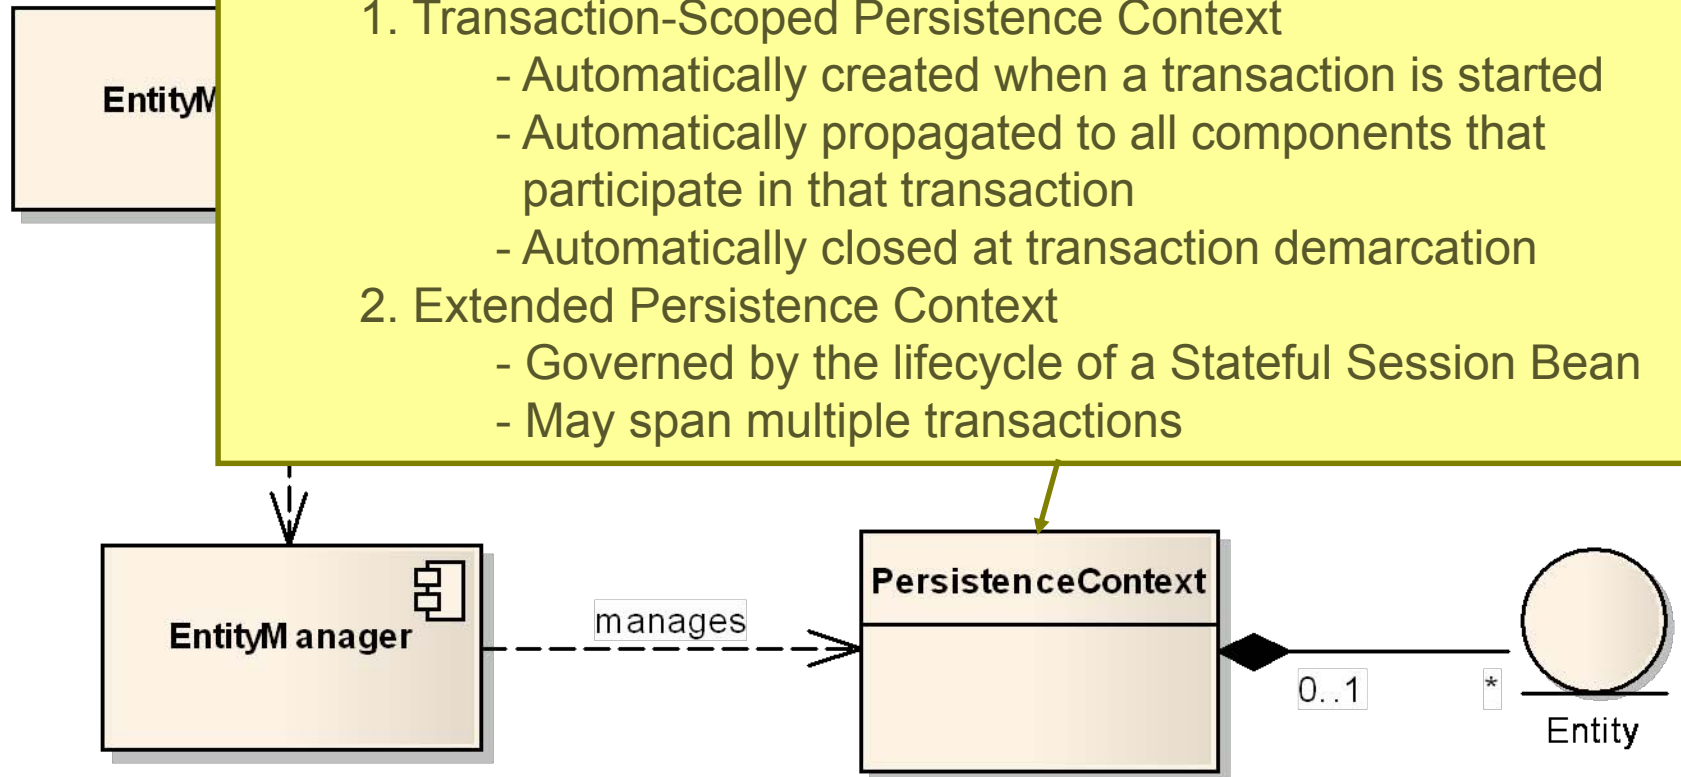 1. Transaction-Scoped Persistence Context
- Automatically created when a transaction is started
- Automatically propagated to all components that
participate in that transaction
- Automatically closed at transaction demarcation
2. Extended Persistence Context
- Governed by the lifecycle of a Stateful Session Bean
- May span multiple transactions
EntityManager
manages
PersistenceContext
0..1
*
Entity